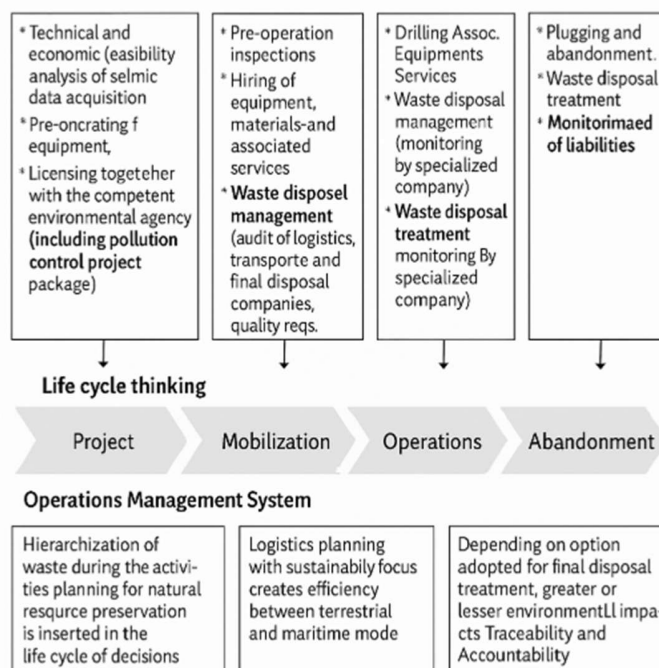 * Technical and
economic (easibility
analysis of selmic
data acquisition
* Pre-oncrating f
equipment,
* Licensing togeteher
with the competent
environmental agency
(including pollution
control project
package)
* Pre-operation
inspections
* Hiring of
equipment,
materials-and
associated
services
* Waste disposel
management
(audit of logistics,
transporte and
final disposal
companies,
quality reqs.
* Drilling Assoc.
Equipments
Services
* Waste disposal
management
(monitoring
by specialized
company)
* Waste disposal
treatment
monitoring By
specialized
company)
* Plugging and
abandonment.
* Waste disposal
treatment
* Monitorimaed
of liabilities
Life cycle thinking
Project
Mobilization
Operations
Abandonment
Operations Management System
Hierarchization of
waste during the activi-
ties planning for natural
resqurce preservation
is inserted in the
life cycle of decisions
Logistics planning
with sustainabily focus
creates efficiency
between terrestrial
and maritime mode
Depending on option
adopted for final disposal
treatment, greater or
lesser environmentLl impa-
cts Traceability and
Accountability